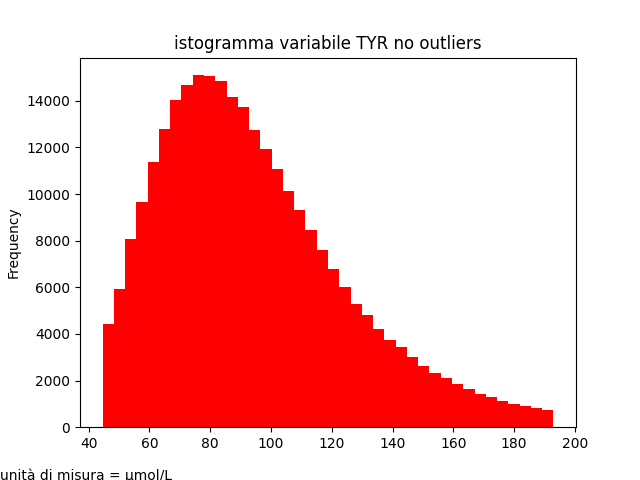 istogramma variabile TYR no outliers
14000
12000
10000
8000
6000
4000
2000
0
Frequency
40 60 80 100 120 140 160 180 200
unità di misura = μmol/L